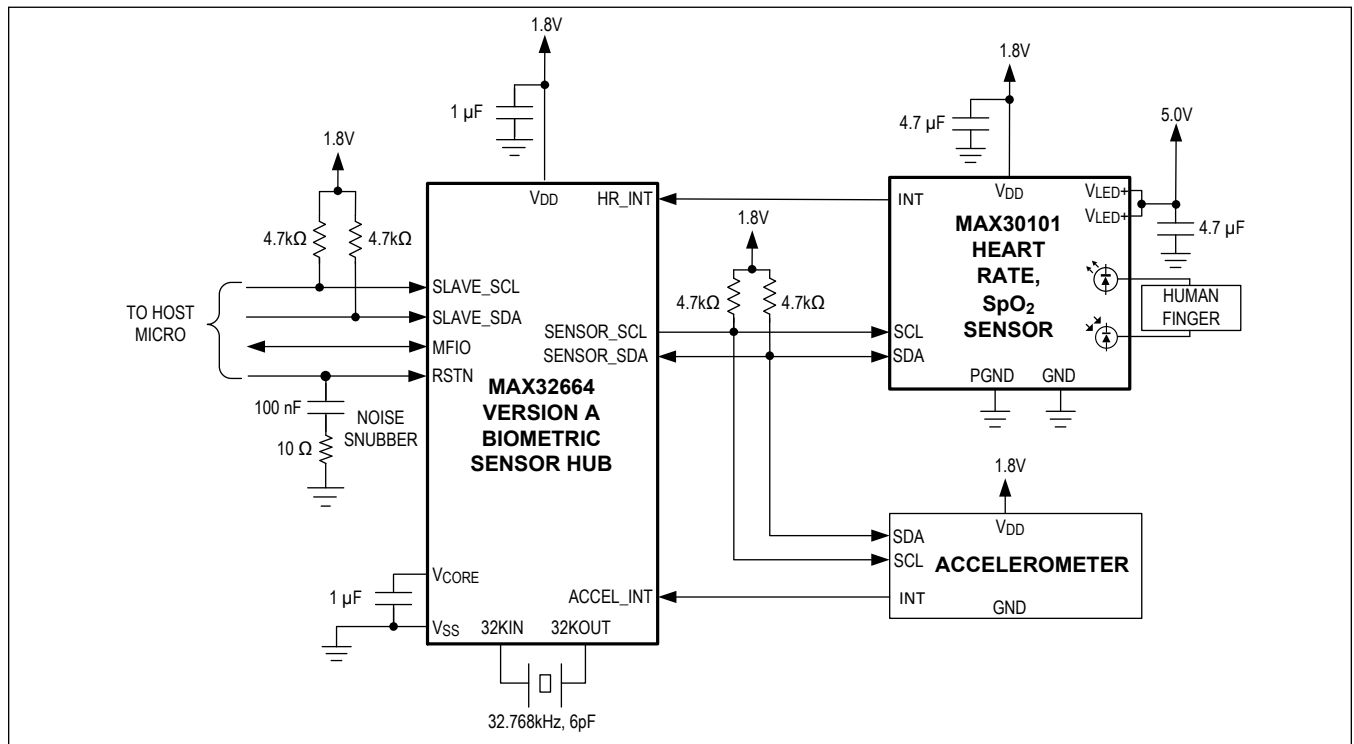 1.8V
1 µF
1.8V
4.7kΩ
4.7kΩ
TO HOST
MICRO
SLAVE_SCL
SLAVE_SDA
MFIO
RSTN
100 nF
10 Ω
NOISE
SNUBBER
VDD
HR_INT
SENSOR_SCL
SENSOR_SDA
MAX32664
VERSION A
BIOMETRIC
SENSOR HUB
VCORE
VSS
1 µF
32KIN
32KOUT
ACCEL_INT
32.768kHz, 6pF
1.8V
4.7kΩ
4.7kΩ
1.8V
4.7 µF
5.0V
4.7 µF
INT
VDD
VLED+
VLED+
MAX30101
HEART
RATE,
SpO2
SENSOR
SCL
SDA
PGND
GND
HUMAN
FINGER
1.8V
VDD
SDA
SCL
ACCELEROMETER
INT
GND